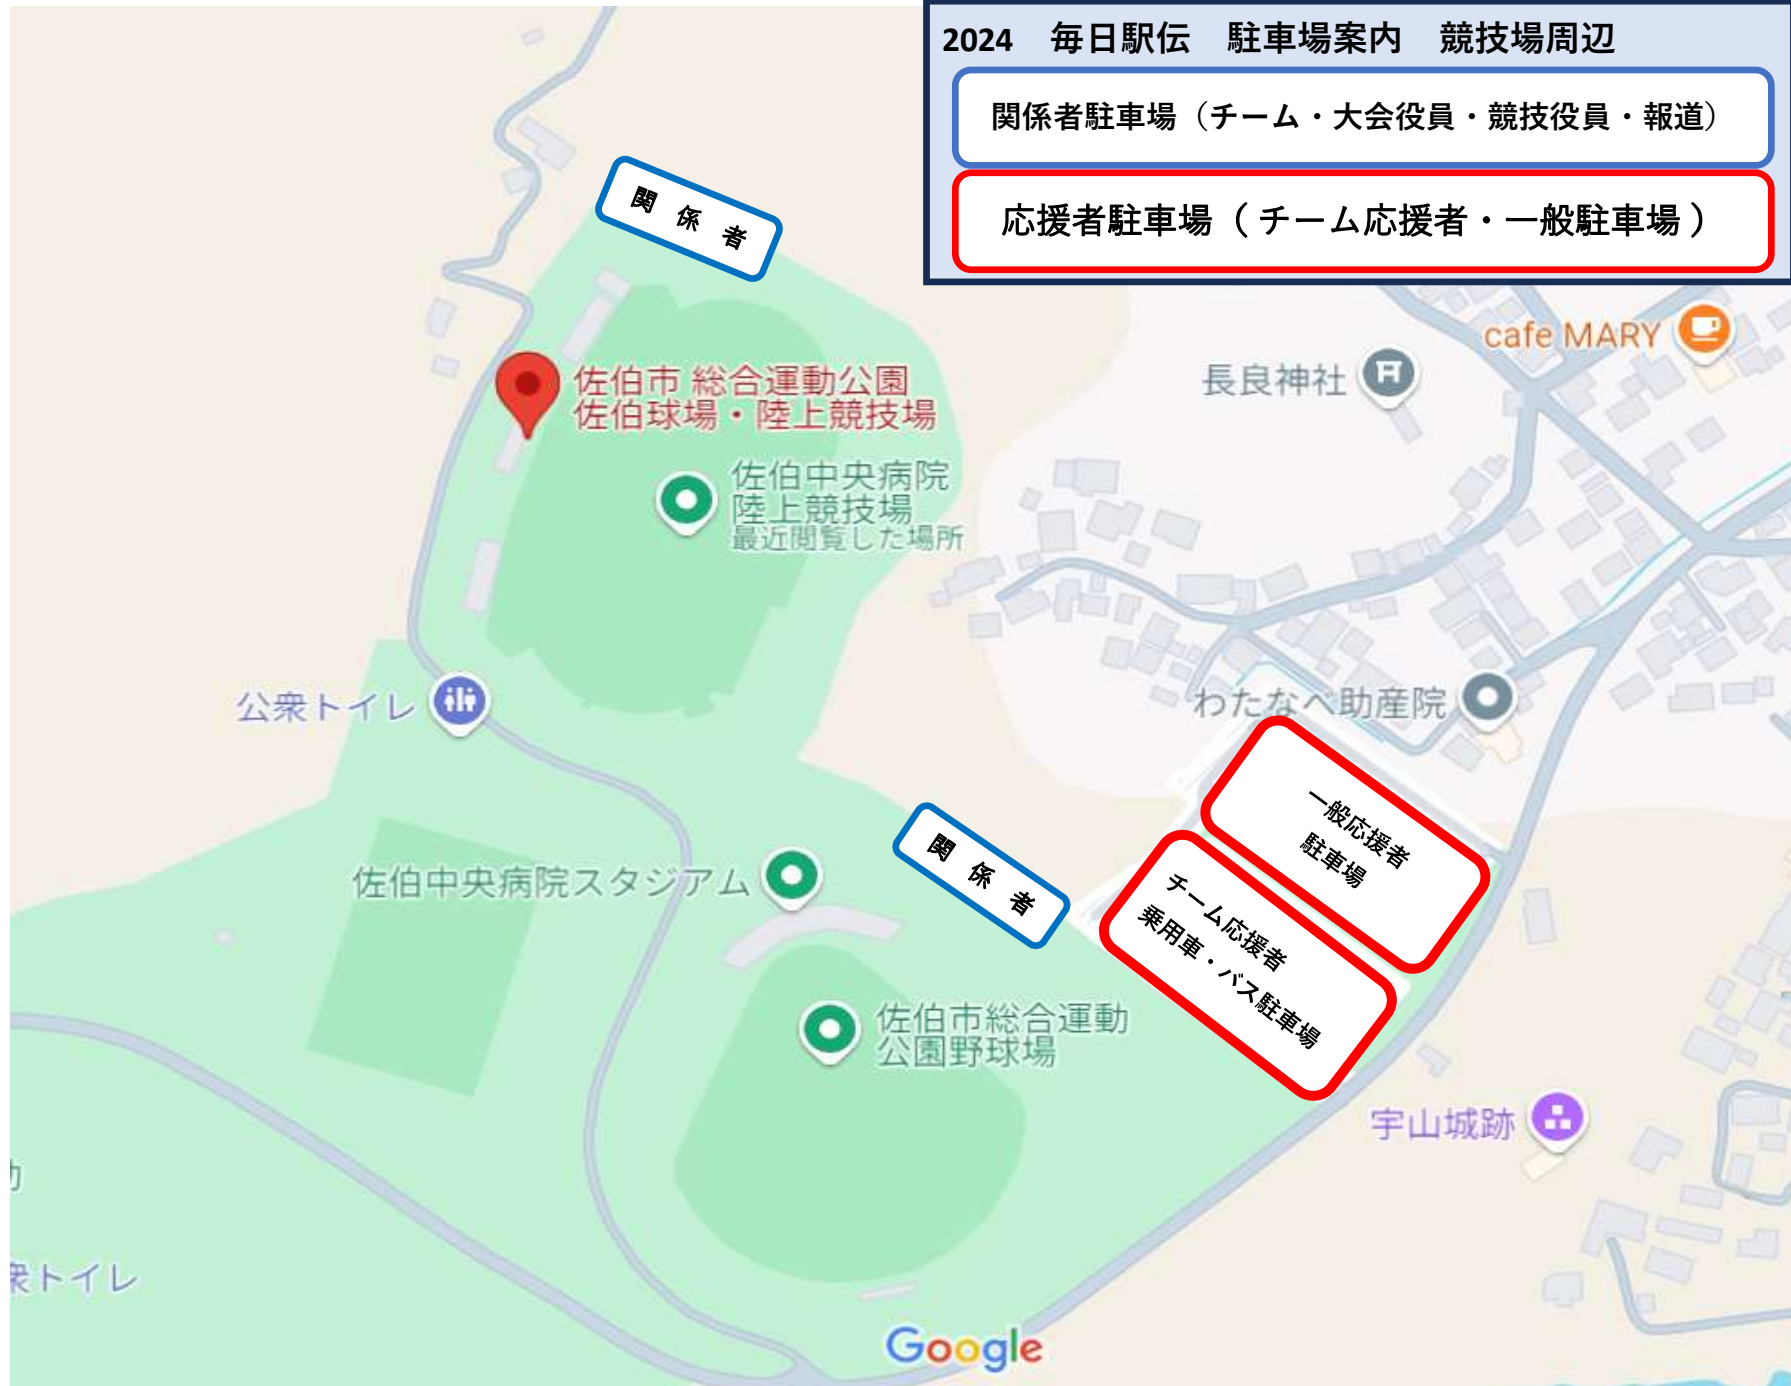 2024　毎日駅伝　駐車場案内　競技場周辺
関係者駐車場（チーム・大会役員・競技役員・報道）
応援者駐車場（チーム応援者・一般駐車場）
関 係 者
cafe MARY
長良神社
佐伯市 総合運動公園
佐伯球場・陸上競技場
佐伯中央病院
陸上競技場
最近閲覧した場所
公衆トイレ
わたなべ助産院
一般応援者
駐車場
関 係 者
チーム応援者
乗用車・バス駐車場
佐伯中央病院スタジアム
佐伯市総合運動
公園野球場
宇山城跡
衆トイレ
Google